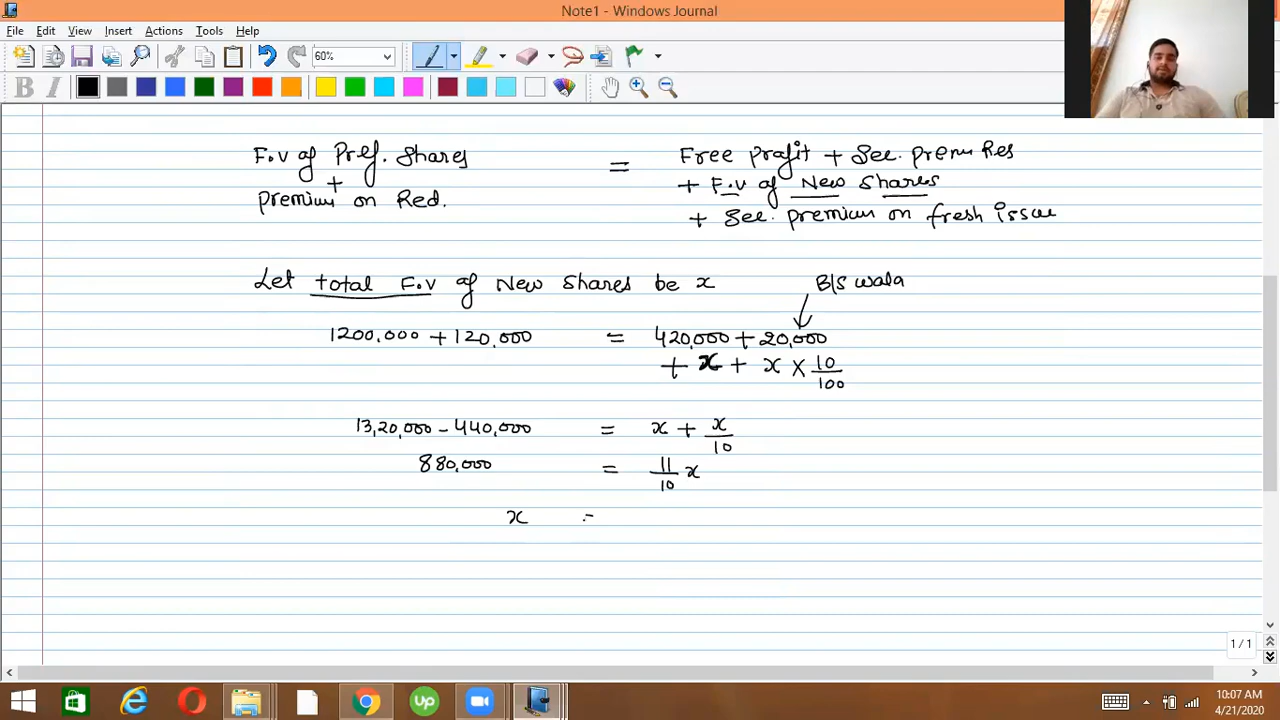 Note1 - Windows Journal
File Edit View Insert Actions Tools Help
60%
B I
F.v of Pref. Shares = Free profit + Sec. premu Res
+ + F.v of New Shares
premium on Red. + Sec. premium on fresh issue
Let total F.v of New Shares be x B/S wala
1200,000 + 120,000 = 420,000 + 20,000
+ x + x × 10/100
13,20,000 - 440,000 = x + x/10
880,000 = 11/10 x
x =
1 / 1
up
10:07 AM
4/21/2020